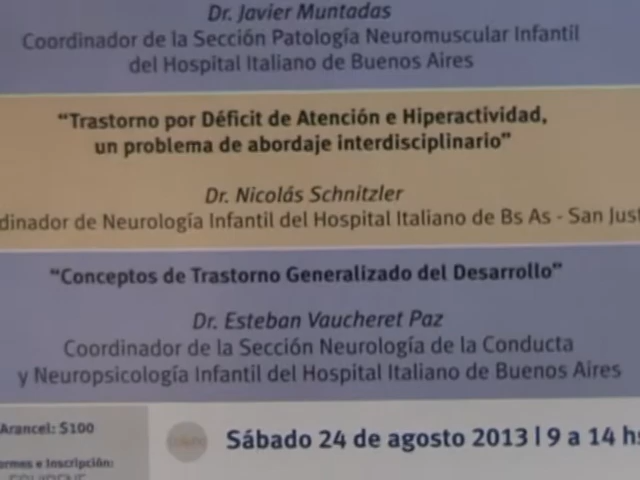 Dr. Javier Muntadas
Coordinador de la Sección Patología Neuromuscular Infantil
del Hospital Italiano de Buenos Aires
“Trastorno por Déficit de Atención e Hiperactividad,
un problema de abordaje interdisciplinario”
Dr. Nicolás Schnitzler
dinador de Neurología Infantil del Hospital Italiano de Bs As - San Just
“Conceptos de Trastorno Generalizado del Desarrollo”
Dr. Esteban Vaucheret Paz
Coordinador de la Sección Neurología de la Conducta
y Neuropsicología Infantil del Hospital Italiano de Buenos Aires
Arancel: $100
Sábado 24 de agosto 2013 | 9 a 14 hs
ormes e Inscripción: